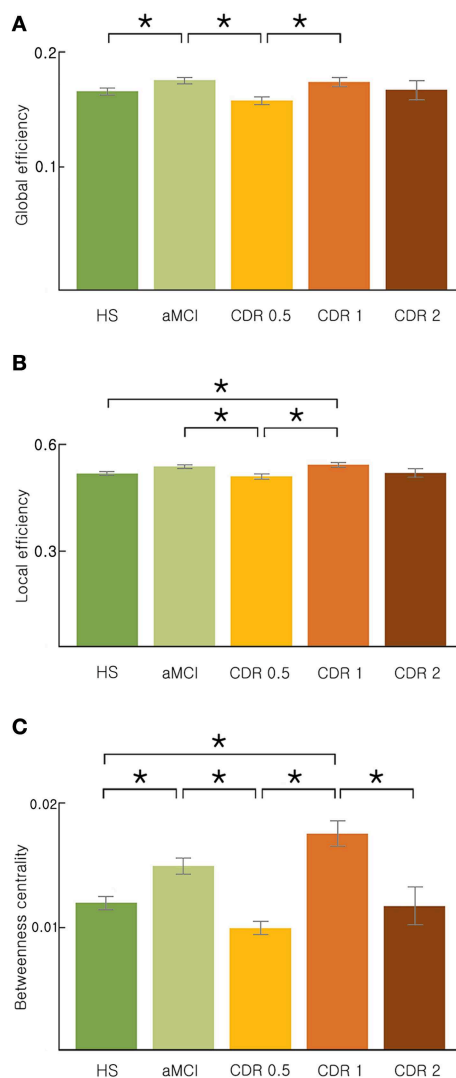 A
* * *
0.2
0.1
Global efficiency
HS aMCI CDR 0.5 CDR 1 CDR 2
B
*
* *
0.6
0.3
Local efficiency
HS aMCI CDR 0.5 CDR 1 CDR 2
C
*
* * * *
0.02
0.01
Betweenness centrality
HS aMCI CDR 0.5 CDR 1 CDR 2